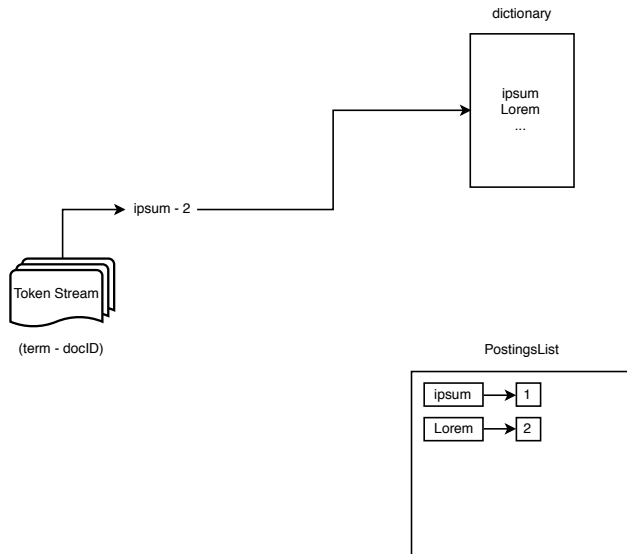 dictionary
ipsum
Lorem
...
ipsum - 2
Token Stream
(term - docID)
PostingsList
ipsum
1
Lorem
2